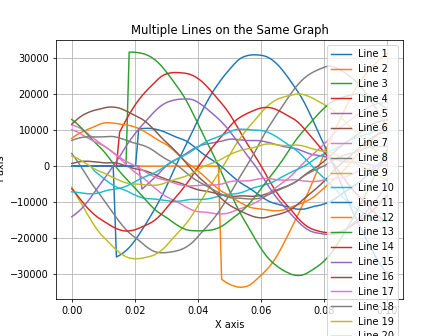 Multiple Lines on the Same Graph
30000
20000
10000
0
−10000
−20000
−30000
0.00
0.02
0.04
0.06
0.08
X axis
Line 1
Line 2
Line 3
Line 4
Line 5
Line 6
Line 7
Line 8
Line 9
Line 10
Line 11
Line 12
Line 13
Line 14
Line 15
Line 16
Line 17
Line 18
Line 19
Line 20